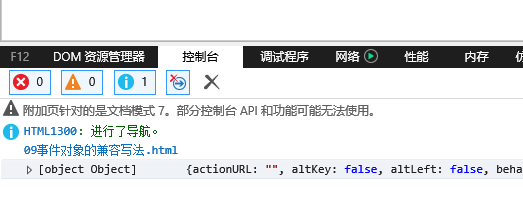 F12 DOM 资源管理器 控制台 调试程序 网络 性能 内存
0 0 1
附加页针对的是文档模式 7。部分控制台 API 和功能可能无法使用。
HTML1300: 进行了导航。
09事件对象的兼容写法.html
[object Object] {actionURL: "", altKey: false, altLeft: false, beha